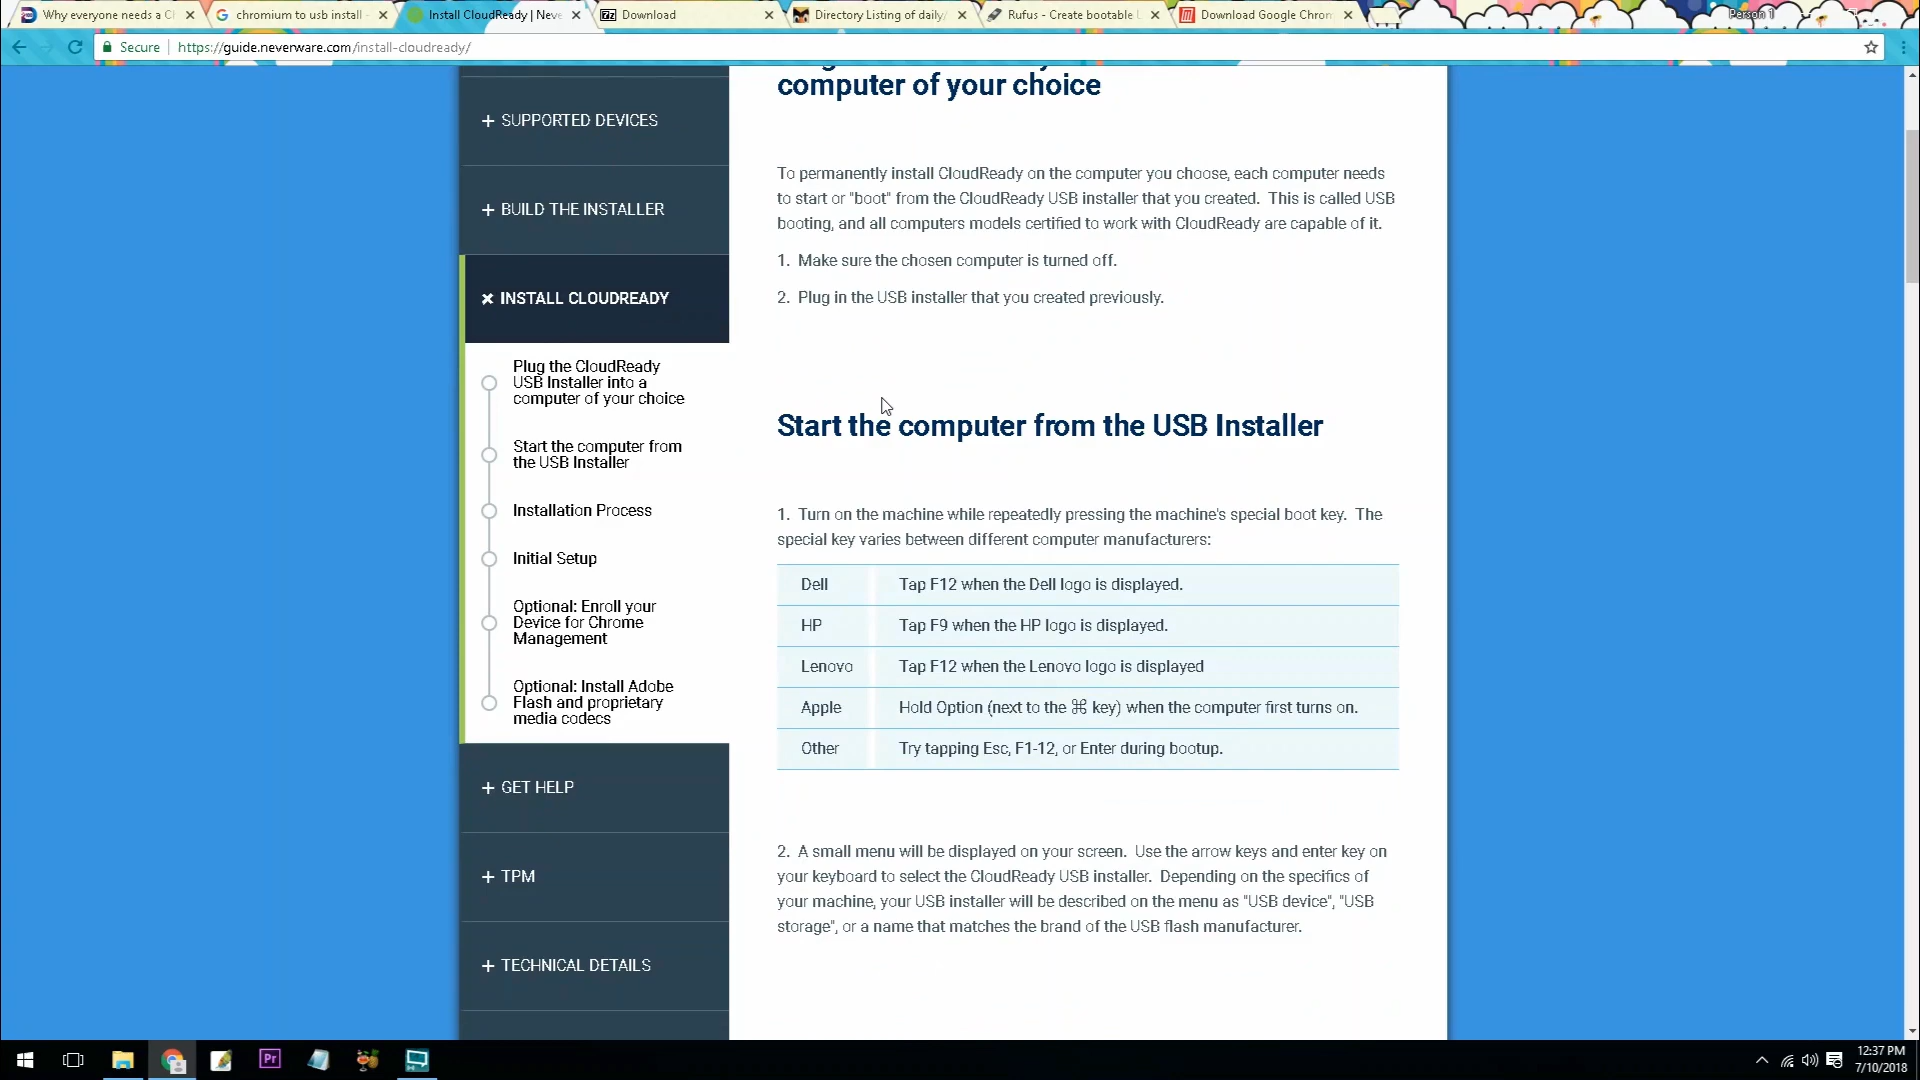 Why everyone needs a Cl
chromium to usb install -
Install CloudReady | Neve
Download
Directory Listing of daily/
Rufus - Create bootable U
Download Google Chrom
Person 1
Secure
https://guide.neverware.com/install-cloudready/
computer of your choice
To permanently install CloudReady on the computer you choose, each computer needs
to start or "boot" from the CloudReady USB installer that you created. This is called USB
booting, and all computers models certified to work with CloudReady are capable of it.
1. Make sure the chosen computer is turned off.
2. Plug in the USB installer that you created previously.
Start the computer from the USB Installer
1. Turn on the machine while repeatedly pressing the machine's special boot key. The
special key varies between different computer manufacturers:
Dell Tap F12 when the Dell logo is displayed.
HP Tap F9 when the HP logo is displayed.
Lenovo Tap F12 when the Lenovo logo is displayed
Apple Hold Option (next to the ⌘ key) when the computer first turns on.
Other Try tapping Esc, F1-12, or Enter during bootup.
2. A small menu will be displayed on your screen. Use the arrow keys and enter key on
your keyboard to select the CloudReady USB installer. Depending on the specifics of
your machine, your USB installer will be described on the menu as "USB device", "USB
storage", or a name that matches the brand of the USB flash manufacturer.
+ SUPPORTED DEVICES
+ BUILD THE INSTALLER
× INSTALL CLOUDREADY
Plug the CloudReady
USB Installer into a
computer of your choice
Start the computer from
the USB Installer
Installation Process
Initial Setup
Optional: Enroll your
Device for Chrome
Management
Optional: Install Adobe
Flash and proprietary
media codecs
+ GET HELP
+ TPM
+ TECHNICAL DETAILS
Pr
12:37 PM
7/10/2018